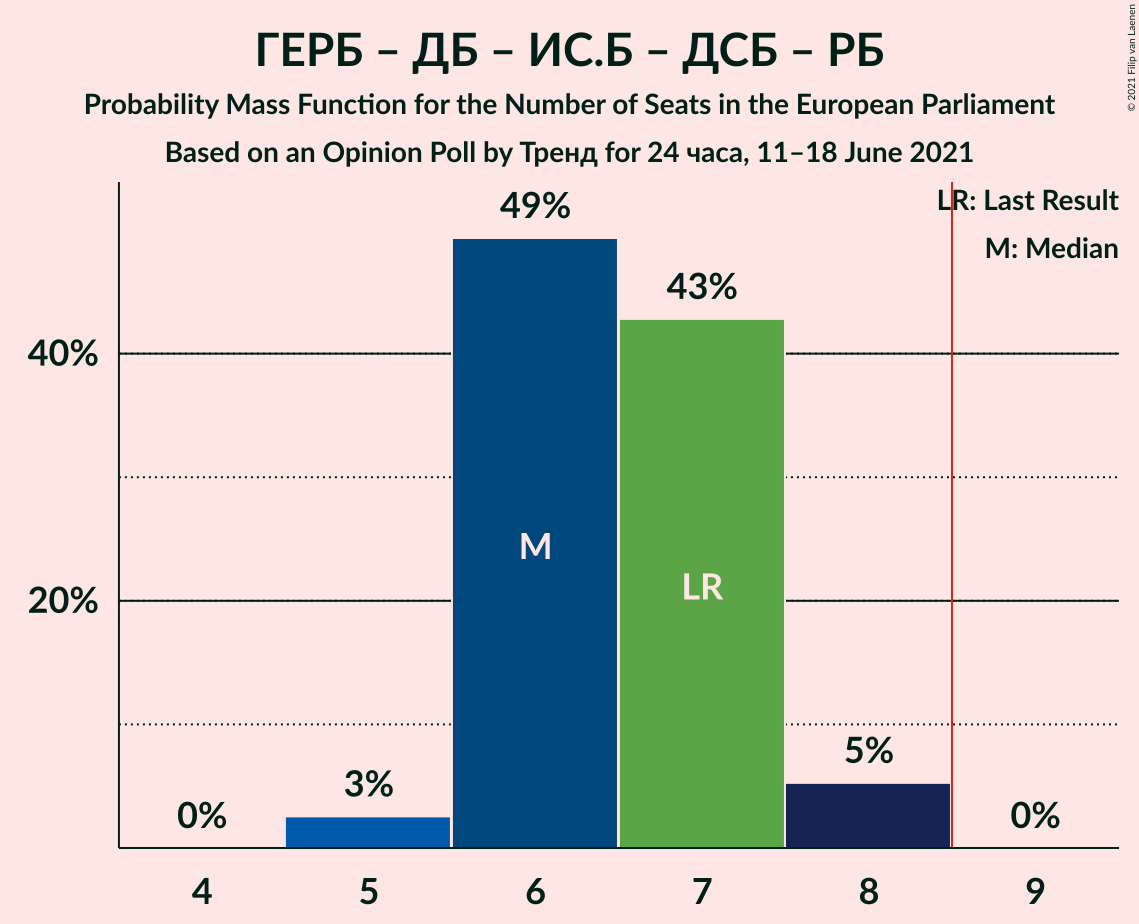 ГЕРБ – ДБ – ИС.Б – ДСБ – РБ
Probability Mass Function for the Number of Seats in the European Parliament
Based on an Opinion Poll by Тренд for 24 часа, 11–18 June 2021
© 2021 Filip van Laenen
LR: Last Result
M: Median
49%
43%
40%
M
LR
20%
5%
3%
0%
0%
4 5 6 7 8 9